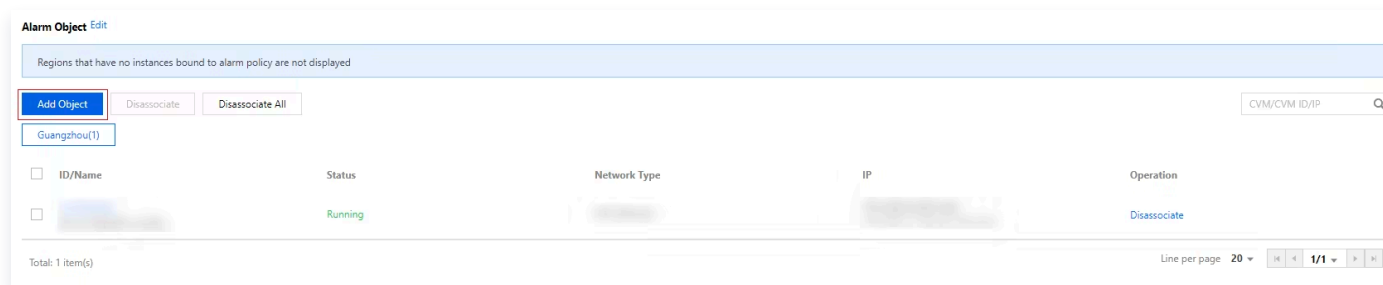 Alarm Object Edit
Regions that have no instances bound to alarm policy are not displayed
Add Object Disassociate Disassociate All CVM/CVM ID/IP
Guangzhou(1)
ID/Name Status Network Type IP Operation
Running Disassociate
Total: 1 item(s) Line per page 20 1/1